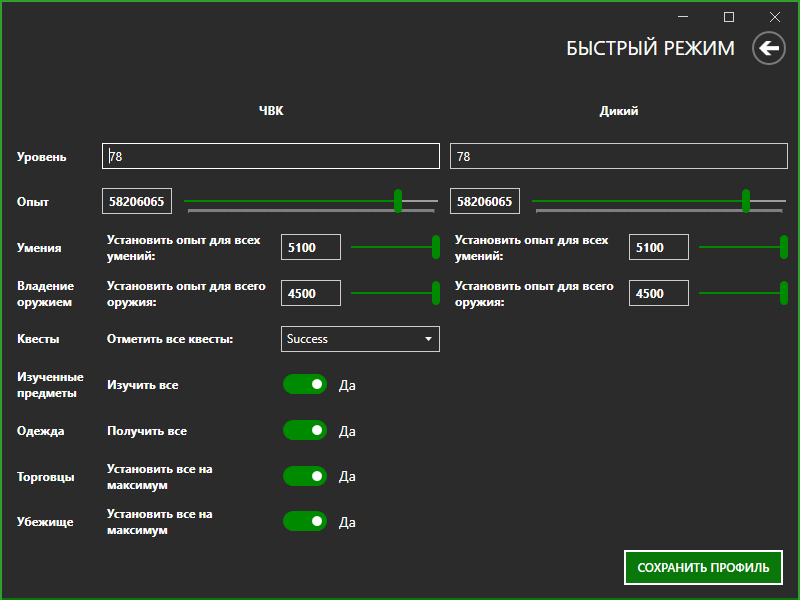 БЫСТРЫЙ РЕЖИМ
ЧВК Дикий
Уровень 78 78
Опыт 58206065 58206065
Умения Установить опыт для всех умений: 5100 Установить опыт для всех умений: 5100
Владение оружием Установить опыт для всего оружия: 4500 Установить опыт для всего оружия: 4500
Квесты Отметить все квесты: Success
Изученные предметы Изучить все Да
Одежда Получить все Да
Торговцы Установить все на максимум Да
Убежище Установить все на максимум Да
СОХРАНИТЬ ПРОФИЛЬ